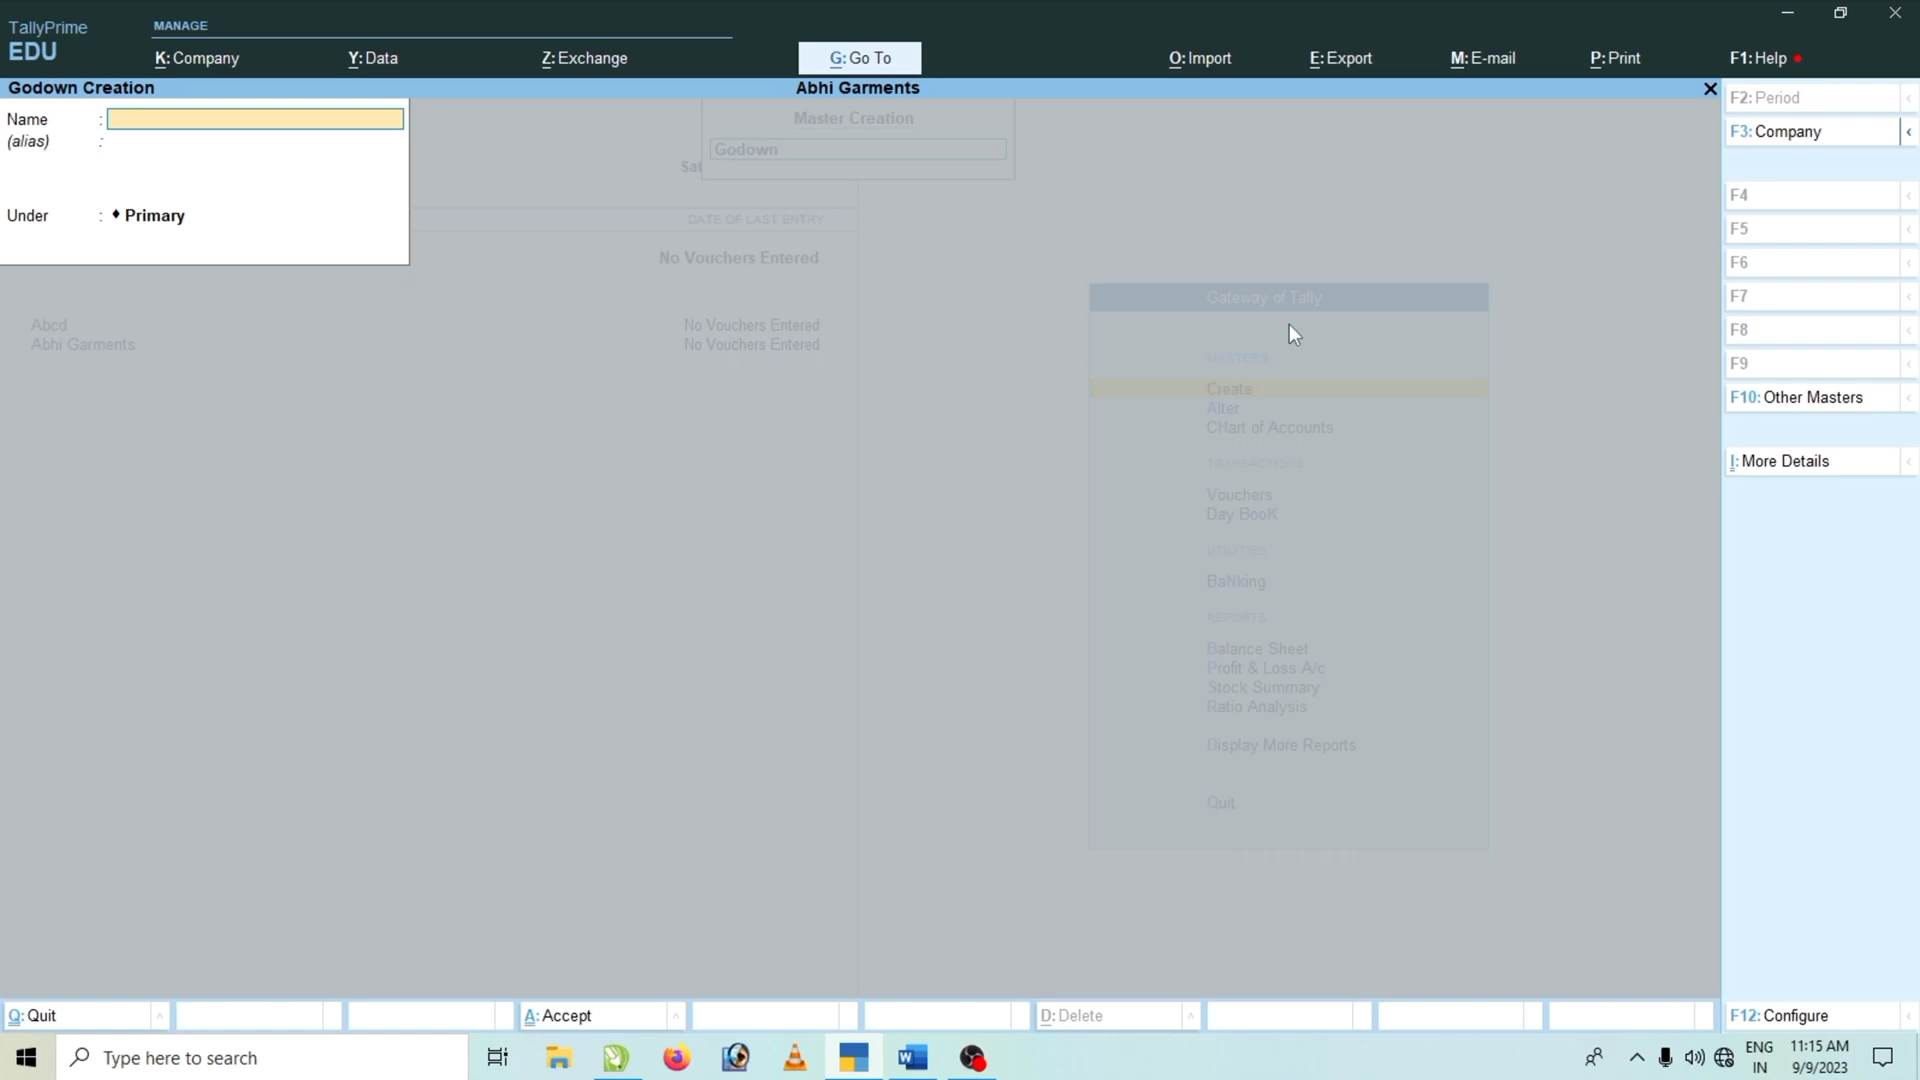 TallyPrime
EDU
MANAGE
K: Company
Y: Data
Z: Exchange
G: Go To
O: Import
E: Export
M: E-mail
P: Print
F1: Help
Godown Creation
Abhi Garments
Name :
(alias) :
Under : ♦ Primary
Master Creation
Godown
Sat
DATE OF LAST ENTRY
No Vouchers Entered
Abcd No Vouchers Entered
Abhi Garments No Vouchers Entered
Gateway of Tally
MASTERS
Create
Alter
CHart of Accounts
TRANSACTIONS
Vouchers
Day BooK
UTILITIES
BaNking
REPORTS
Balance Sheet
Profit & Loss A/c
Stock Summary
Ratio Analysis
Display More Reports
Quit
F2: Period
F3: Company
F4
F5
F6
F7
F8
F9
F10: Other Masters
I: More Details
F12: Configure
Q: Quit
A: Accept
D: Delete
Type here to search
ENG
IN
11:15 AM
9/9/2023